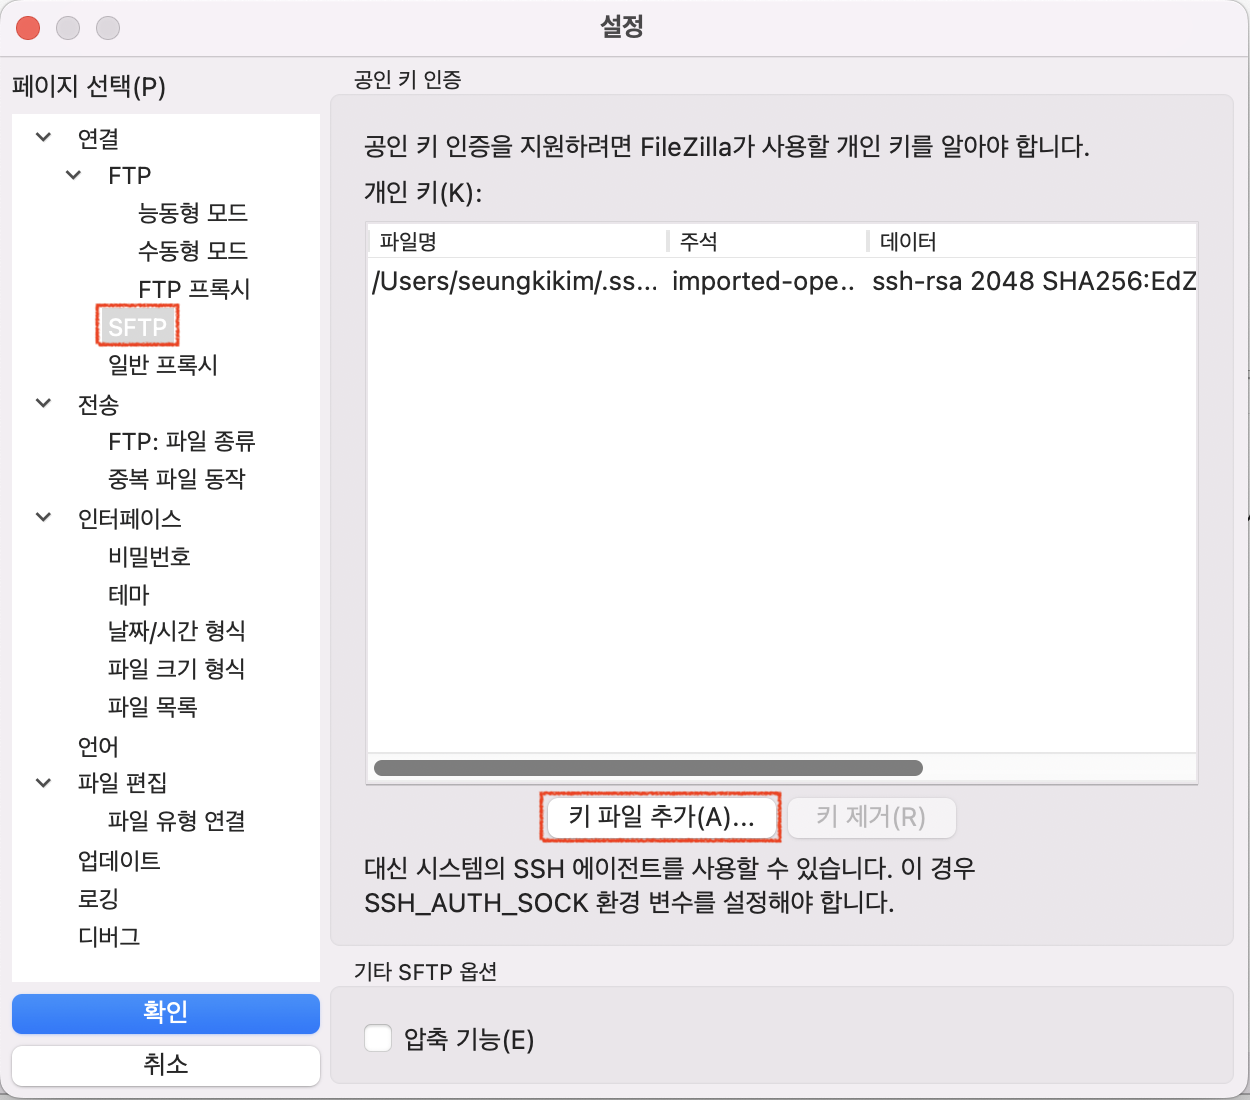 설정
페이지 선택(P)
연결
FTP
능동형 모드
수동형 모드
FTP 프록시
SFTP
일반 프록시
전송
FTP: 파일 종류
중복 파일 동작
인터페이스
비밀번호
테마
날짜/시간 형식
파일 크기 형식
파일 목록
언어
파일 편집
파일 유형 연결
업데이트
로깅
디버그
확인
취소
공인 키 인증
공인 키 인증을 지원하려면 FileZilla가 사용할 개인 키를 알아야 합니다.
개인 키(K):
파일명 주석 데이터
/Users/seungkikim/.ss... imported-ope.. ssh-rsa 2048 SHA256:EdZ
키 파일 추가(A)... 키 제거(R)
대신 시스템의 SSH 에이전트를 사용할 수 있습니다. 이 경우
SSH_AUTH_SOCK 환경 변수를 설정해야 합니다.
기타 SFTP 옵션
압축 기능(E)